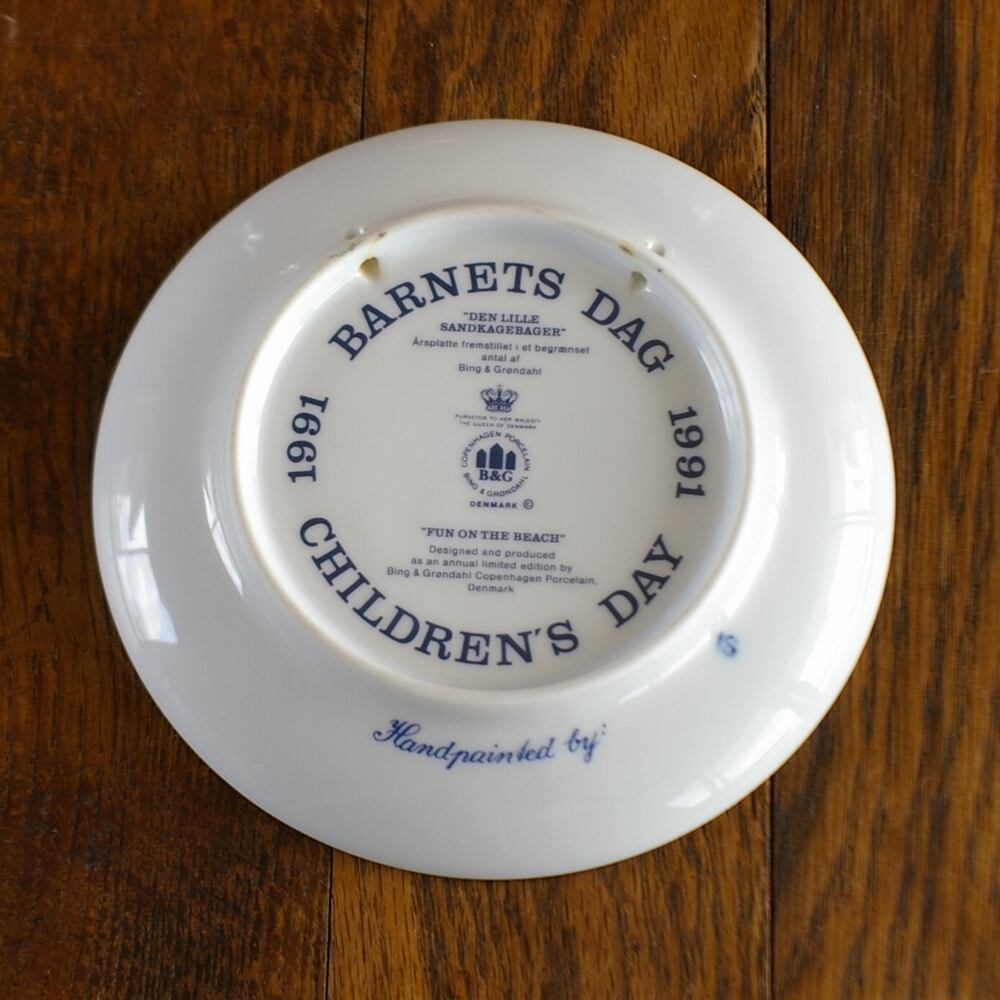 BARNETS DAG
"DEN LILLE
SANDKAGEBAGER"
Årsplatte fremstillet i et begrænset
antal af
Bing & Grøndahl
PURVEYOR TO HER MAJESTY
THE QUEEN OF DENMARK
1991
1991
COPENHAGEN PORCELAIN
B&G
BING & GRØNDAHL
DENMARK ©
"FUN ON THE BEACH"
Designed and produced
as an annual limited edition by
Bing & Grøndahl Copenhagen Porcelain,
Denmark
CHILDREN'S DAY
Handpainted by: